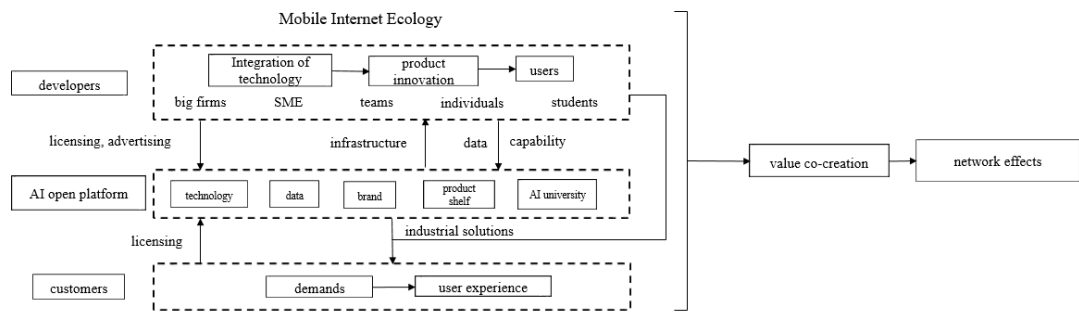 Mobile Internet Ecology
developers
Integration of
technology
product
innovation
users
big firms SME teams individuals students
licensing, advertising infrastructure data capability
value co-creation
network effects
AI open platform
technology
data
brand
product
shelf
AI university
licensing
industrial solutions
customers
demands
user experience